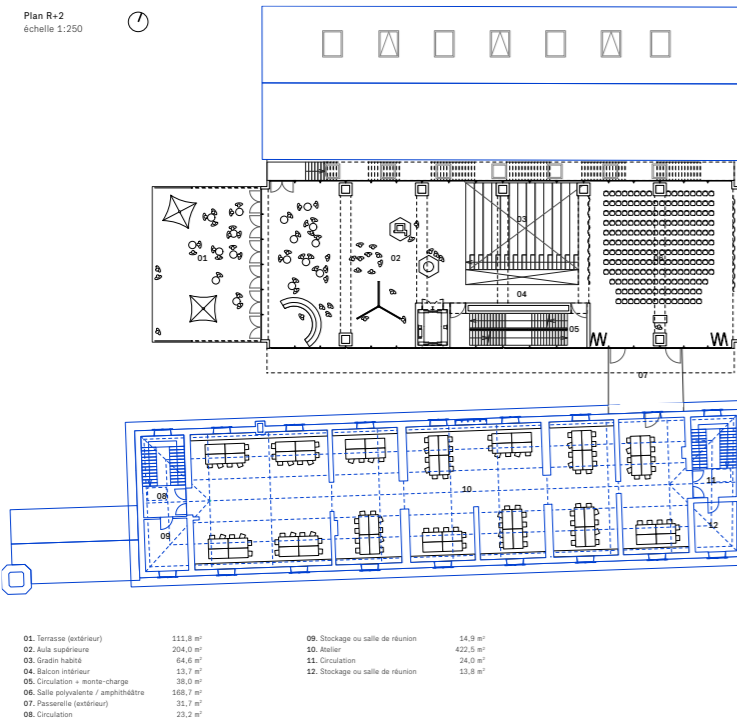 Plan R+2
échelle 1:250
01
02
03
04
05
06
07
08
09
10
11
12
01. Terrasse (extérieur) 111,8 m²
02. Aula supérieure 204,0 m²
03. Gradin habité 64,6 m²
04. Balcon intérieur 13,7 m²
05. Circulation + monte-charge 38,0 m²
06. Salle polyvalente / amphithéâtre 168,7 m²
07. Passerelle (extérieur) 31,7 m²
08. Circulation 23,2 m²
09. Stockage ou salle de réunion 14,9 m²
10. Atelier 422,5 m²
11. Circulation 24,0 m²
12. Stockage ou salle de réunion 13,8 m²